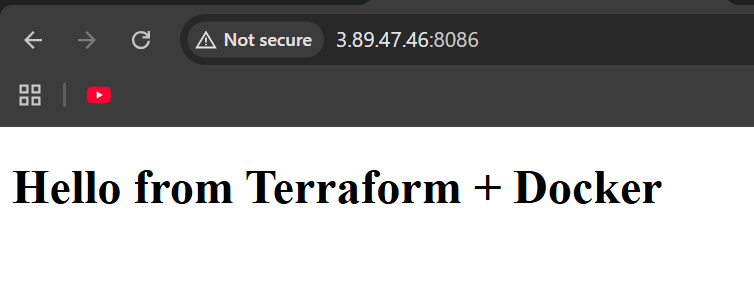 Not secure 3.89.47.46:8086
Hello from Terraform + Docker